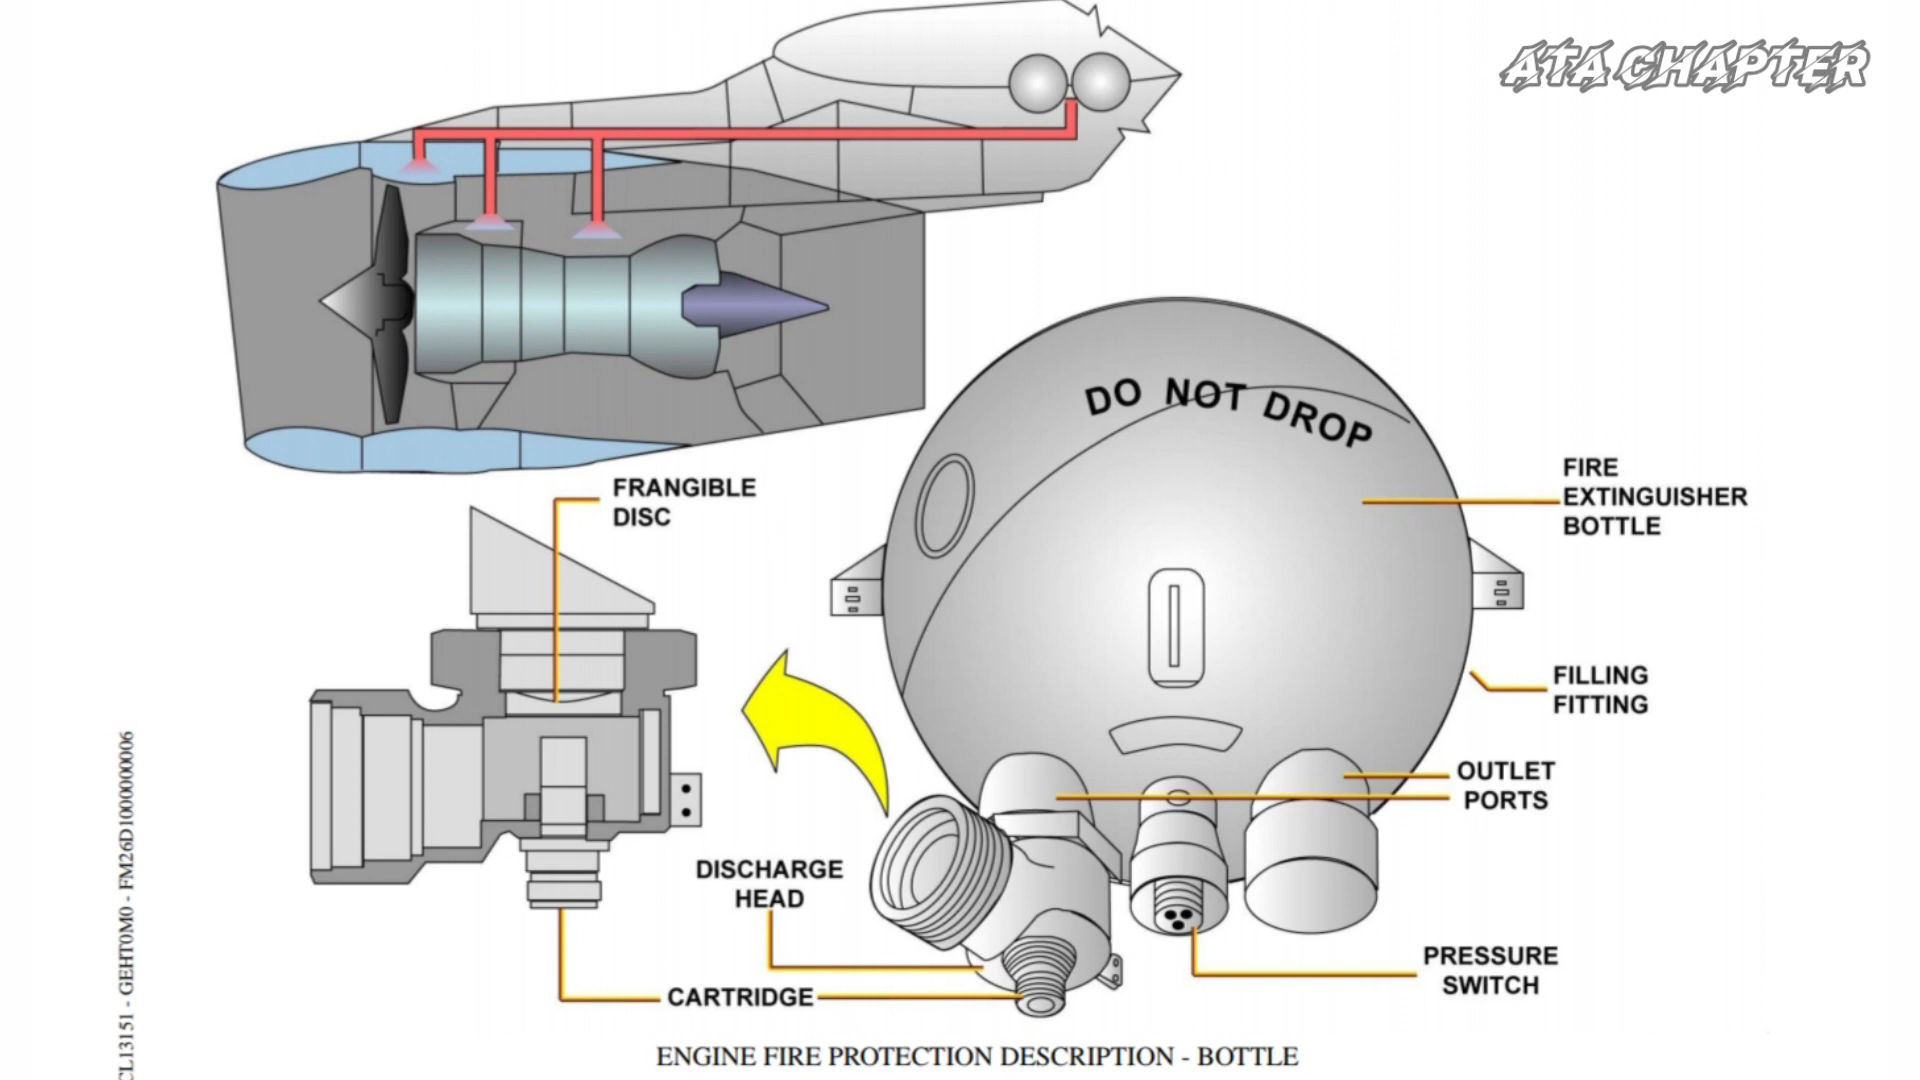 ATA CHAPTER
DO NOT DROP
FRANGIBLE
DISC
FIRE
EXTINGUISHER
BOTTLE
FILLING
FITTING
OUTLET
PORTS
DISCHARGE
HEAD
PRESSURE
SWITCH
CARTRIDGE
ENGINE FIRE PROTECTION DESCRIPTION - BOTTLE
CL13151 - GEHT0M0 - FM26D1000000006